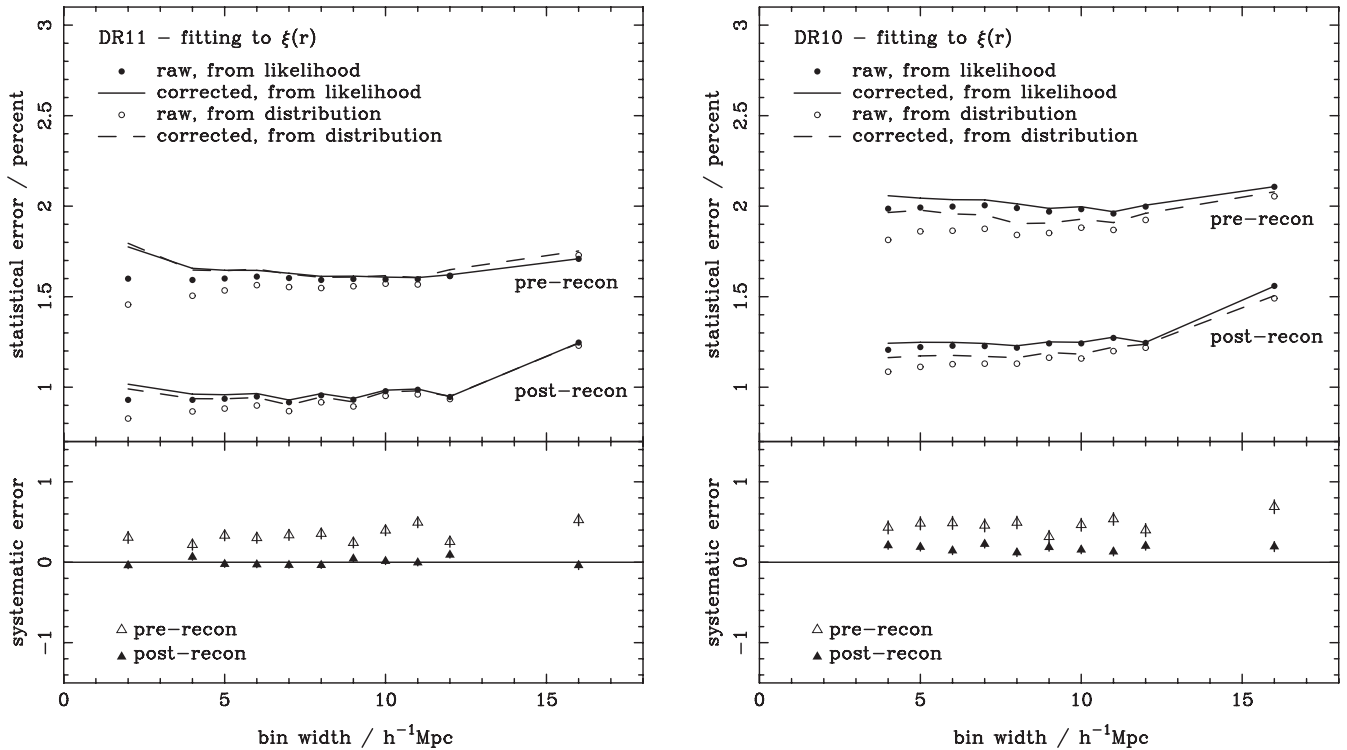 DR11 − fitting to ξ(r)
raw, from likelihood
corrected, from likelihood
raw, from distribution
corrected, from distribution
statistical error / percent
3
2.5
2
1.5
1
pre−recon
post−recon
systematic error
1
0
−1
pre−recon
post−recon
0
5
10
15
bin width / h⁻¹Mpc
DR10 − fitting to ξ(r)
raw, from likelihood
corrected, from likelihood
raw, from distribution
corrected, from distribution
statistical error / percent
3
2.5
2
1.5
1
pre−recon
post−recon
systematic error
1
0
−1
pre−recon
post−recon
0
5
10
15
bin width / h⁻¹Mpc